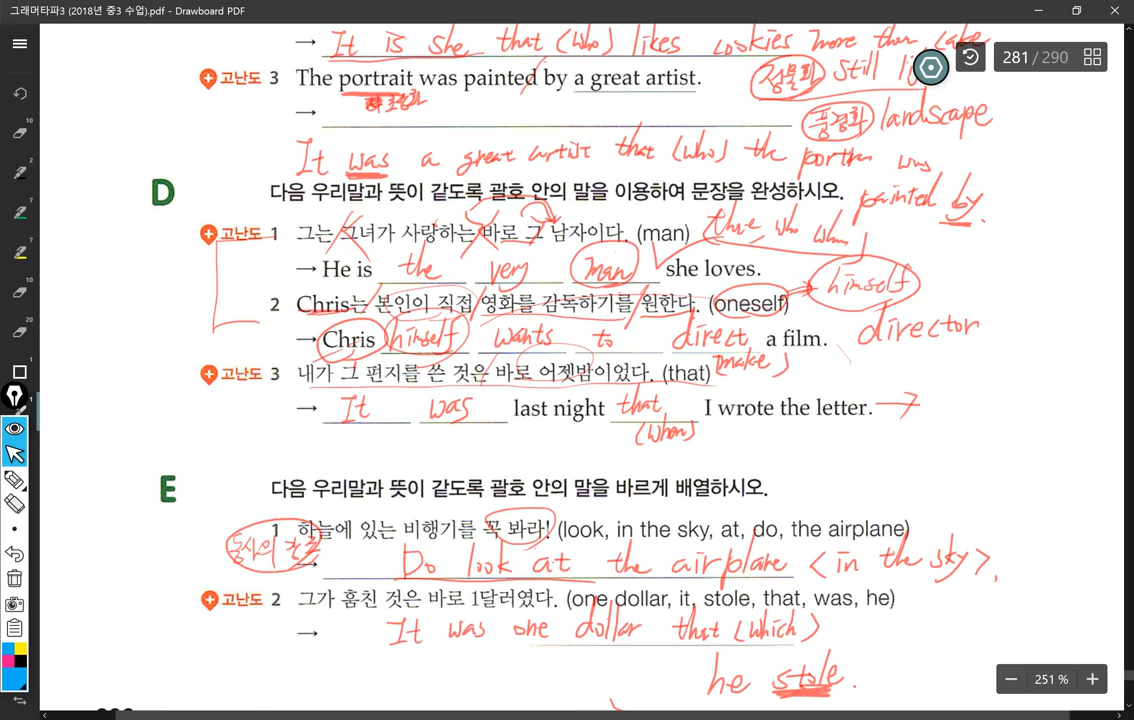 그래머타파3 (2018년 중3 수업).pdf - Drawboard PDF
→ It is she that (who) likes cookies more than cake
고난도 3 The portrait was painted by a great artist.
정물화 still li
281 / 290
초상화
→
풍경화 landscape
It was a great artist that (who) the portrait was
painted by.
D 다음 우리말과 뜻이 같도록 괄호 안의 말을 이용하여 문장을 완성하시오.
고난도 1 그는 그녀가 사랑하는 바로 그 남자이다. (man)
that who whom
→ He is the very man she loves.
2 Chris는 본인이 직접 영화를 감독하기를 원한다. (oneself) himself
→ Chris himself wants to direct a film. director
(make)
고난도 3 내가 그 편지를 쓴 것은 바로 어젯밤이었다. (that)
→ It was last night that I wrote the letter. →
(when)
E 다음 우리말과 뜻이 같도록 괄호 안의 말을 바르게 배열하시오.
1 하늘에 있는 비행기를 꼭 봐라! (look, in the sky, at, do, the airplane)
동사의 강조
→ Do look at the airplane <in the sky>.
고난도 2 그가 훔친 것은 바로 1달러였다. (one dollar, it, stole, that, was, he)
→ It was one dollar that (which)
he stole.
251 %